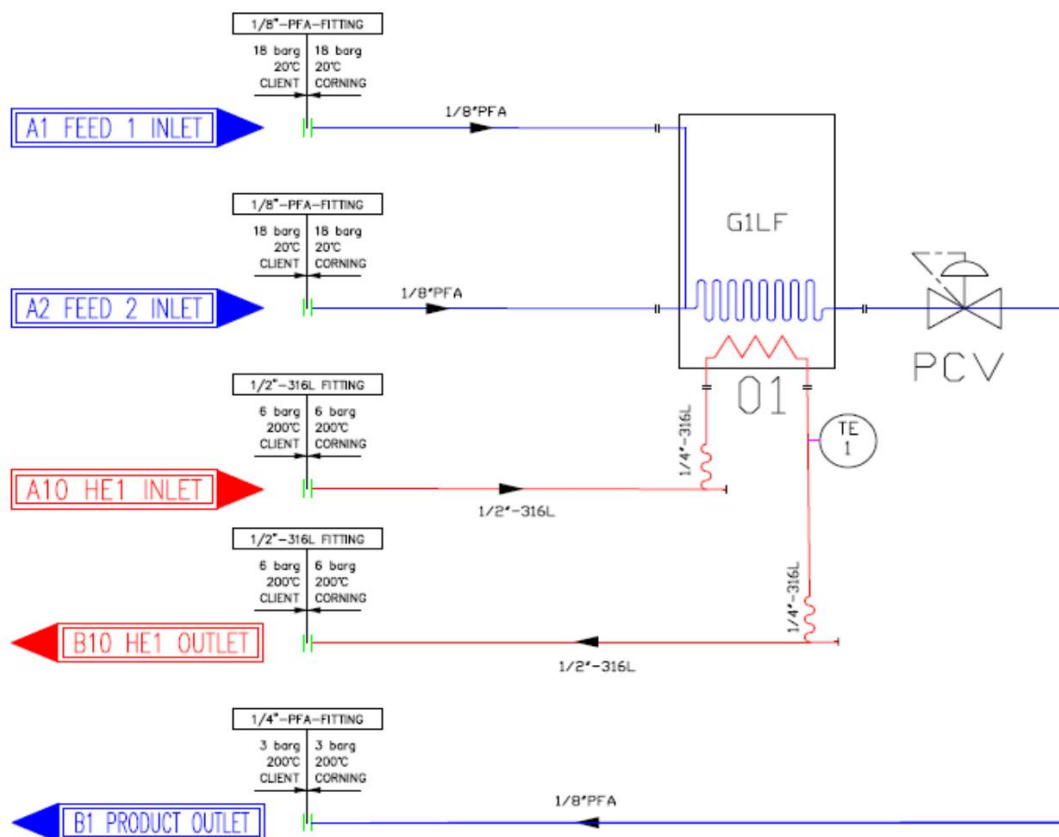 1/8"-PFA-FITTING
18 barg 18 barg
20℃ 20℃
CLIENT CORNING
A1 FEED 1 INLET
1/8"PFA
1/8"-PFA-FITTING
18 barg 18 barg
20℃ 20℃
CLIENT CORNING
A2 FEED 2 INLET
1/8"PFA
G1LF
PCV
01
1/2"-316L FITTING
6 barg 6 barg
200℃ 200℃
CLIENT CORNING
A10 HE1 INLET
1/2"-316L
1/4"-316L
TE
1
1/2"-316L FITTING
6 barg 6 barg
200℃ 200℃
CLIENT CORNING
B10 HE1 OUTLET
1/2"-316L
1/4"-316L
1/4"-PFA-FITTING
3 barg 3 barg
200℃ 200℃
CLIENT CORNING
B1 PRODUCT OUTLET
1/8"PFA